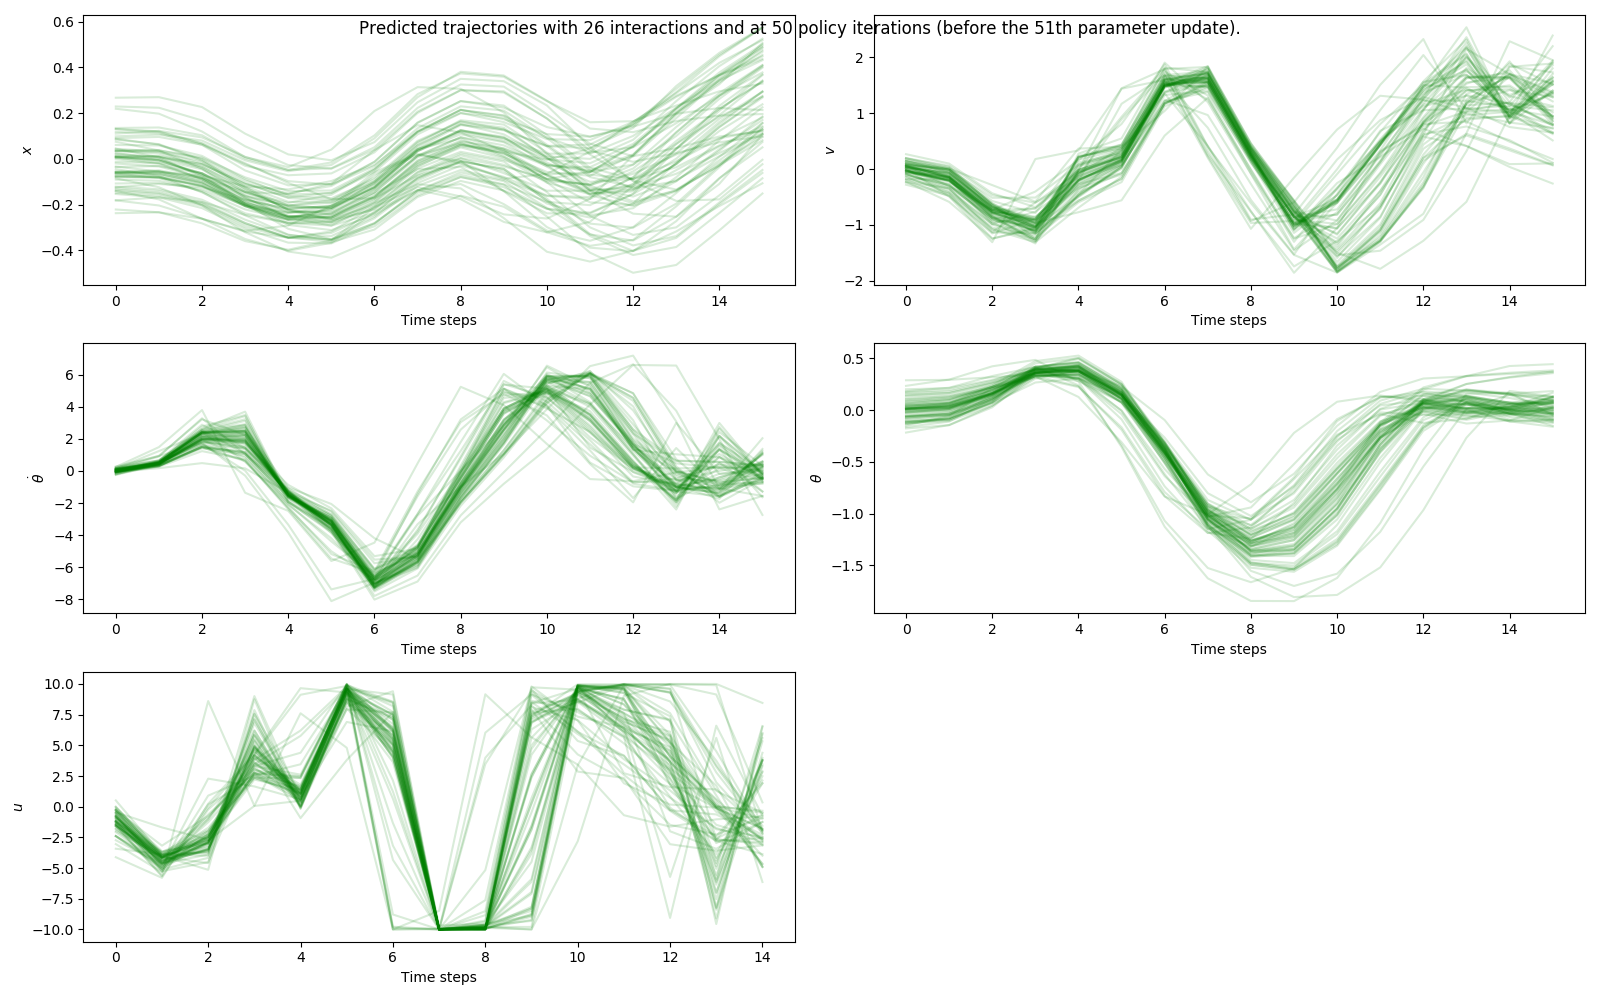 Predicted trajectories with 26 interactions and at 50 policy iterations (before the 51th parameter update).
0.6
0.4
0.2
0.0
−0.2
−0.4
x
0 2 4 6 8 10 12 14
Time steps
2
1
0
−1
−2
v
0 2 4 6 8 10 12 14
Time steps
6
4
2
0
−2
−4
−6
−8
θ̇
0 2 4 6 8 10 12 14
Time steps
0.5
0.0
−0.5
−1.0
−1.5
θ
0 2 4 6 8 10 12 14
Time steps
10.0
7.5
5.0
2.5
0.0
−2.5
−5.0
−7.5
−10.0
u
0 2 4 6 8 10 12 14
Time steps